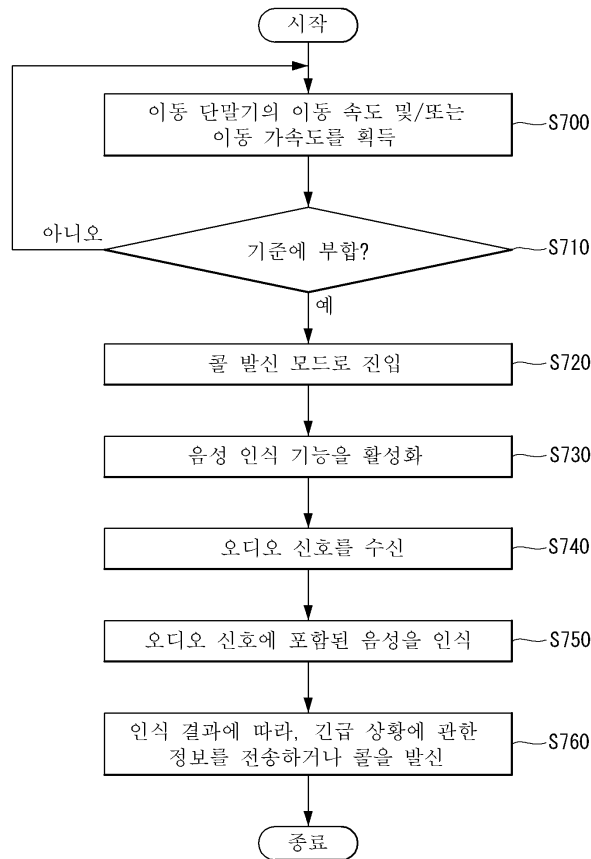 시작
이동 단말기의 이동 속도 및/또는
이동 가속도를 획득
S700
아니오
기준에 부합?
S710
예
콜 발신 모드로 진입
S720
음성 인식 기능을 활성화
S730
오디오 신호를 수신
S740
오디오 신호에 포함된 음성을 인식
S750
인식 결과에 따라, 긴급 상황에 관한
정보를 전송하거나 콜을 발신
S760
종료